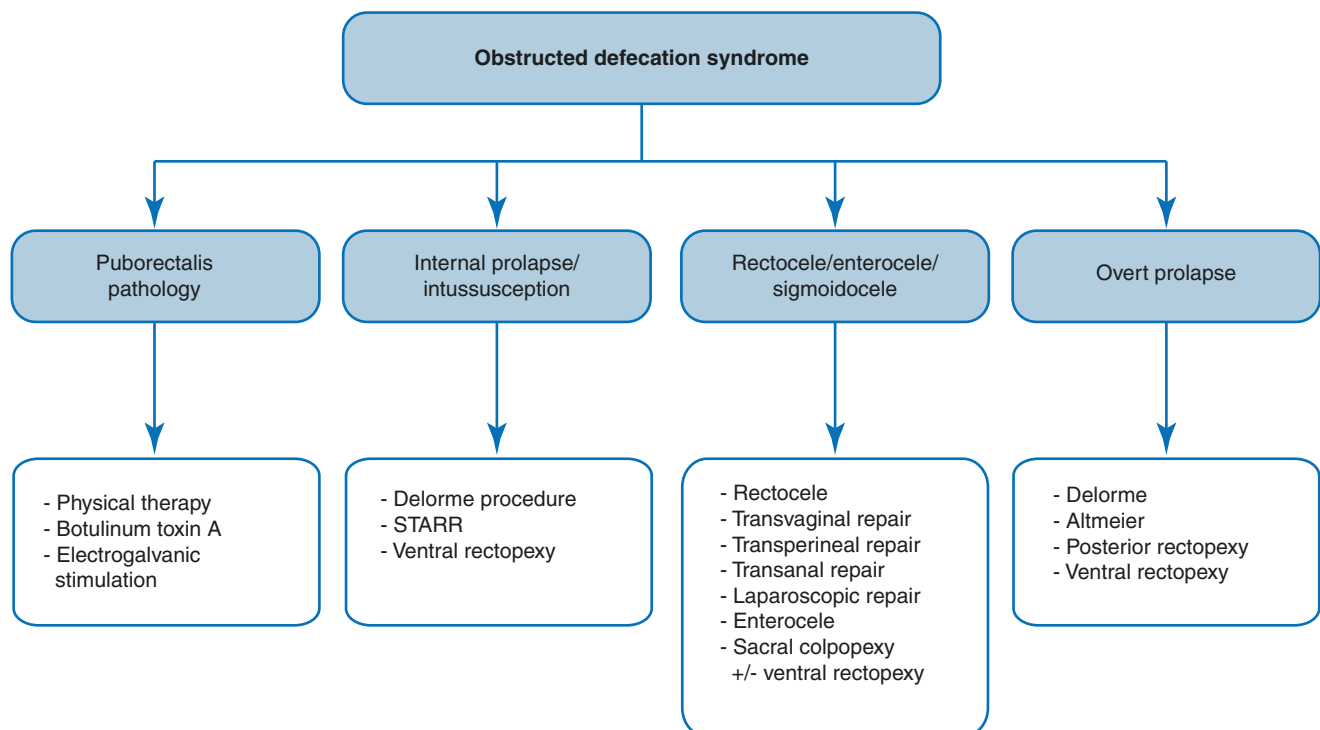 Obstructed defecation syndrome
Puborectalis
pathology
Internal prolapse/
intussusception
Rectocele/enterocele/
sigmoidocele
Overt prolapse
- Physical therapy
- Botulinum toxin A
- Electrogalvanic
stimulation
- Delorme procedure
- STARR
- Ventral rectopexy
- Rectocele
- Transvaginal repair
- Transperineal repair
- Transanal repair
- Laparoscopic repair
- Enterocele
- Sacral colpopexy
+/- ventral rectopexy
- Delorme
- Altmeier
- Posterior rectopexy
- Ventral rectopexy